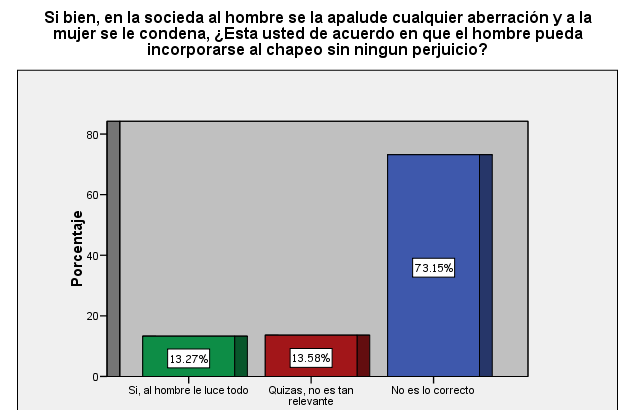 Si bien, en la socieda al hombre se la apalude cualquier aberración y a la
mujer se le condena, ¿Esta usted de acuerdo en que el hombre pueda
incorporarse al chapeo sin ningun perjuicio?
80
60
40
20
0
Porcentaje
13.27%
13.58%
73.15%
Si, al hombre le luce todo
Quizas, no es tan
relevante
No es lo correcto